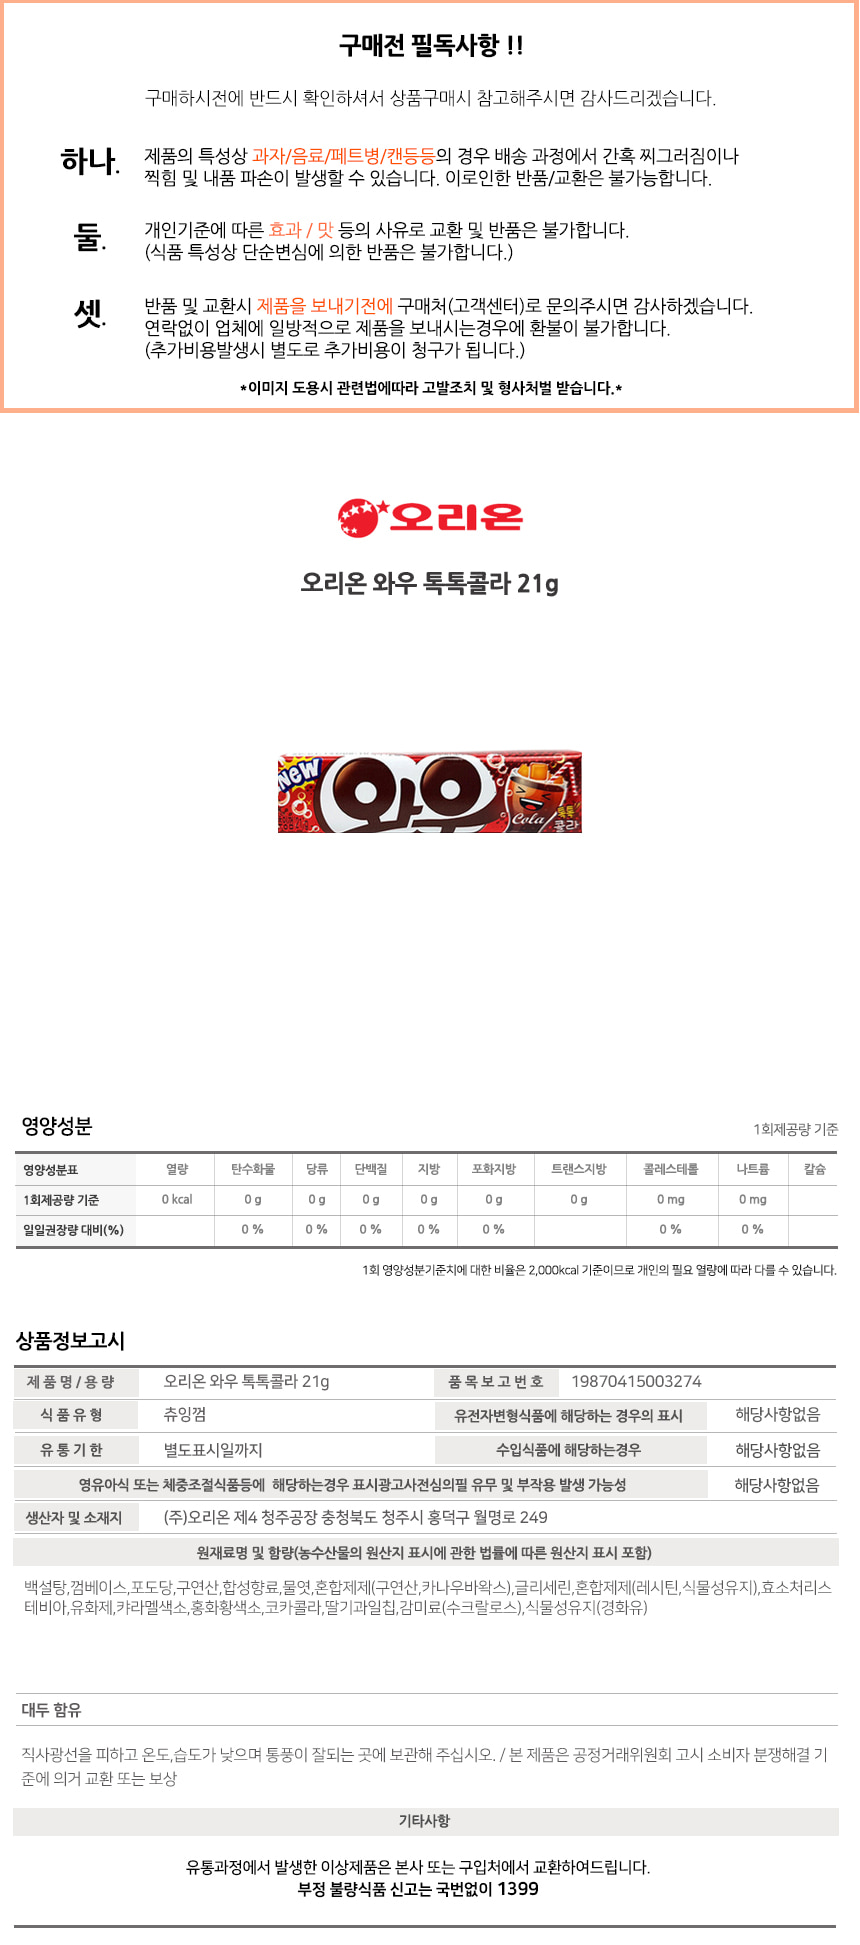 구매전 필독사항 !!
구매하시전에 반드시 확인하셔서 상품구매시 참고해주시면 감사드리겠습니다.
하나. 제품의 특성상 과자/음료/페트병/캔등등의 경우 배송 과정에서 간혹 찌그러짐이나
찍힘 및 내품 파손이 발생할 수 있습니다. 이로인한 반품/교환은 불가능합니다.
둘. 개인기준에 따른 효과 / 맛 등의 사유로 교환 및 반품은 불가합니다.
(식품 특성상 단순변심에 의한 반품은 불가합니다.)
셋. 반품 및 교환시 제품을 보내기전에 구매처(고객센터)로 문의주시면 감사하겠습니다.
연락없이 업체에 일방적으로 제품을 보내시는경우에 환불이 불가합니다.
(추가비용발생시 별도로 추가비용이 청구가 됩니다.)
*이미지 도용시 관련법에따라 고발조치 및 형사처벌 받습니다.*
오리온
오리온 와우 톡톡콜라 21g
New
와우
Cola
톡톡
콜라
영양성분
1회제공량 기준
영양성분표 열량 탄수화물 당류 단백질 지방 포화지방 트랜스지방 콜레스테롤 나트륨 칼슘
1회제공량 기준 0 kcal 0 g 0 g 0 g 0 g 0 g 0 g 0 mg 0 mg
일일권장량 대비(%) 0 % 0 % 0 % 0 % 0 % 0 % 0 %
1회 영양성분기준치에 대한 비율은 2,000kcal 기준이므로 개인의 필요 열량에 따라 다를 수 있습니다.
상품정보고시
제 품 명 / 용 량 오리온 와우 톡톡콜라 21g 품 목 보 고 번 호 19870415003274
식 품 유 형 츄잉껌 유전자변형식품에 해당하는 경우의 표시 해당사항없음
유 통 기 한 별도표시일까지 수입식품에 해당하는경우 해당사항없음
영유아식 또는 체중조절식품등에 해당하는경우 표시광고사전심의필 유무 및 부작용 발생 가능성 해당사항없음
생산자 및 소재지 (주)오리온 제4 청주공장 충청북도 청주시 흥덕구 월명로 249
원재료명 및 함량(농수산물의 원산지 표시에 관한 법률에 따른 원산지 표시 포함)
백설탕,껌베이스,포도당,구연산,합성향료,물엿,혼합제제(구연산,카나우바왁스),글리세린,혼합제제(레시틴,식물성유지),효소처리스
테비아,유화제,캬라멜색소,홍화황색소,코카콜라,딸기과일칩,감미료(수크랄로스),식물성유지(경화유)
대두 함유
직사광선을 피하고 온도,습도가 낮으며 통풍이 잘되는 곳에 보관해 주십시오. / 본 제품은 공정거래위원회 고시 소비자 분쟁해결 기
준에 의거 교환 또는 보상
기타사항
유통과정에서 발생한 이상제품은 본사 또는 구입처에서 교환하여드립니다.
부정 불량식품 신고는 국번없이 1399